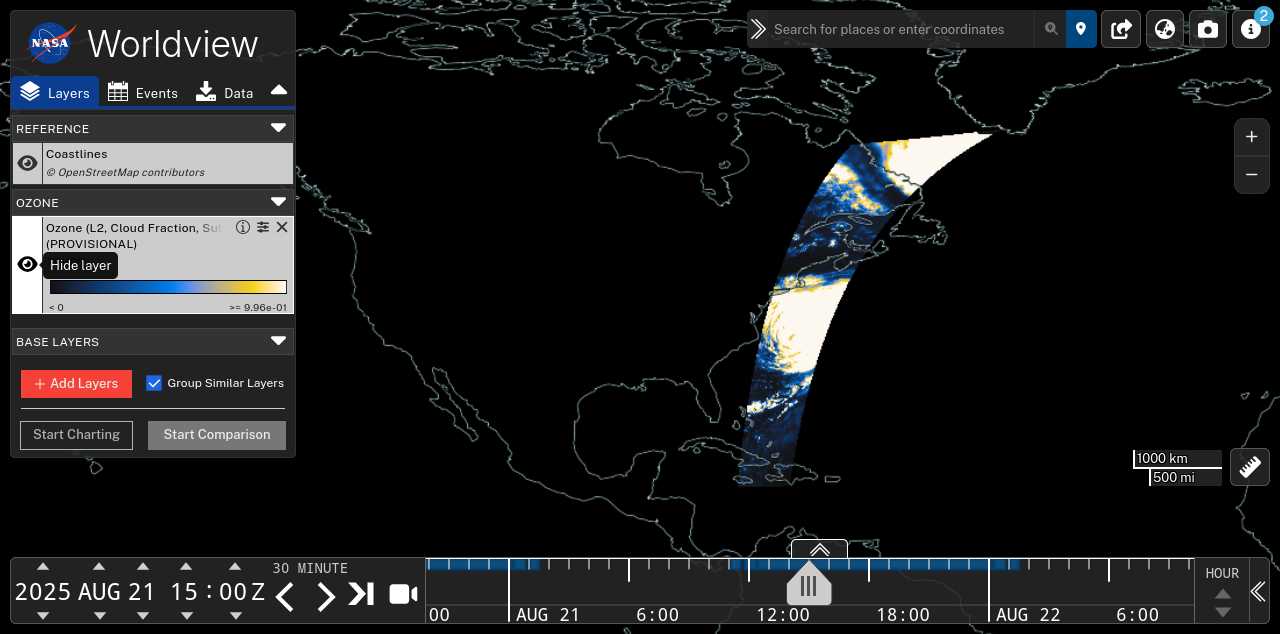 NASA
Worldview
Layers
Events
Data
REFERENCE
Coastlines
© OpenStreetMap contributors
OZONE
Ozone (L2, Cloud Fraction,
(PROVISIONAL)
Hide layer
< 0
>= 9.96e-01
BASE LAYERS
+ Add Layers
Group Similar Layers
Start Charting
Start Comparison
Search for places or enter coordinates
2
+
−
1000 km
500 mi
2025 AUG 21 15 : 00 Z
30 MINUTE
00
AUG 21
6:00
12:00
18:00
AUG 22
6:00
HOUR